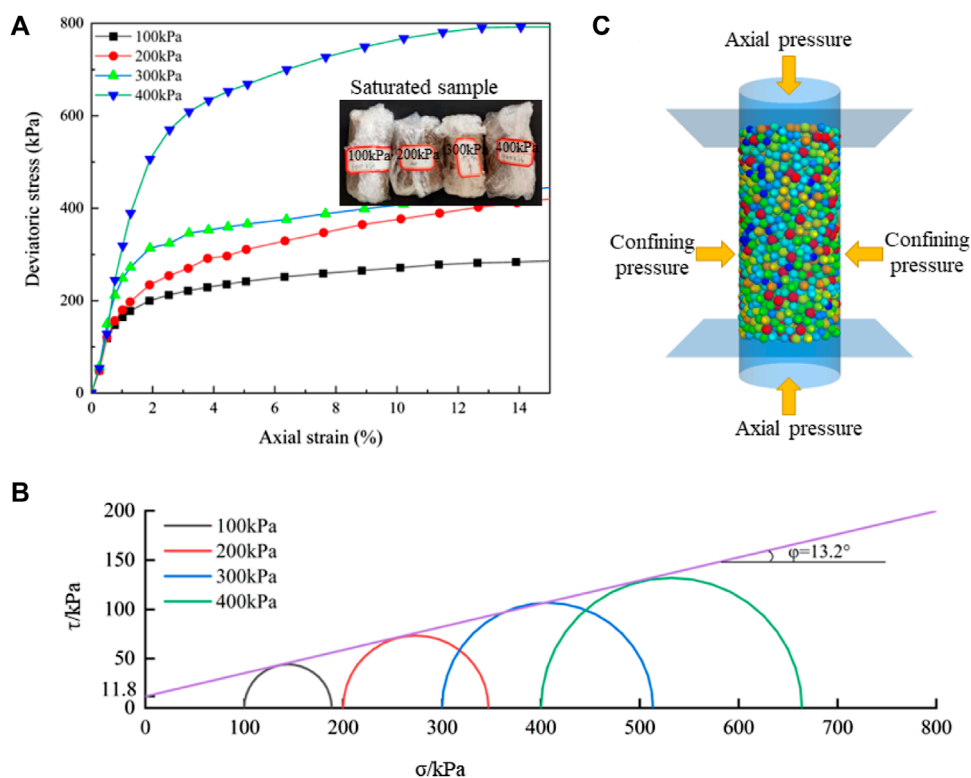 A
800
600
400
200
0
0
2
4
6
8
10
12
14
Deviatoric stress (kPa)
Axial strain (%)
100kPa
200kPa
300kPa
400kPa
Saturated sample
100kPa
200kPa
300kPa
400kPa
C
Axial pressure
Confining
pressure
Confining
pressure
Axial pressure
B
200
150
100
50
11.8
0
0
100
200
300
400
500
600
700
800
τ/kPa
σ/kPa
100kPa
200kPa
300kPa
400kPa
φ=13.2°